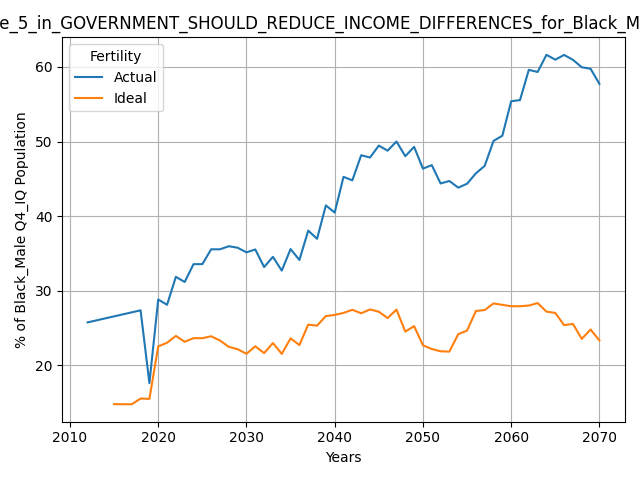 e_5_in_GOVERNMENT_SHOULD_REDUCE_INCOME_DIFFERENCES_for_Black_M
Fertility
Actual
Ideal
% of Black_Male Q4_IQ Population
60
50
40
30
20
2010 2020 2030 2040 2050 2060 2070
Years